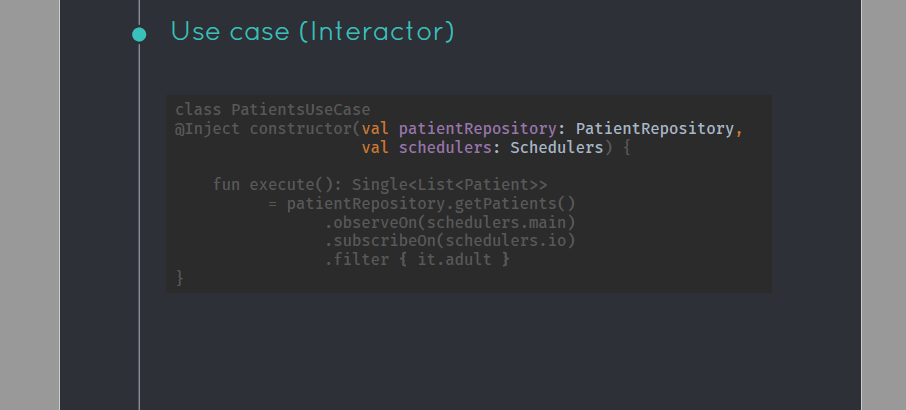 Use case (Interactor)
class PatientsUseCase
@Inject constructor(val patientRepository: PatientRepository,
                    val schedulers: Schedulers) {
    fun execute(): Single<List<Patient>>
          = patientRepository.getPatients()
                .observeOn(schedulers.main)
                .subscribeOn(schedulers.io)
                .filter { it.adult }
}